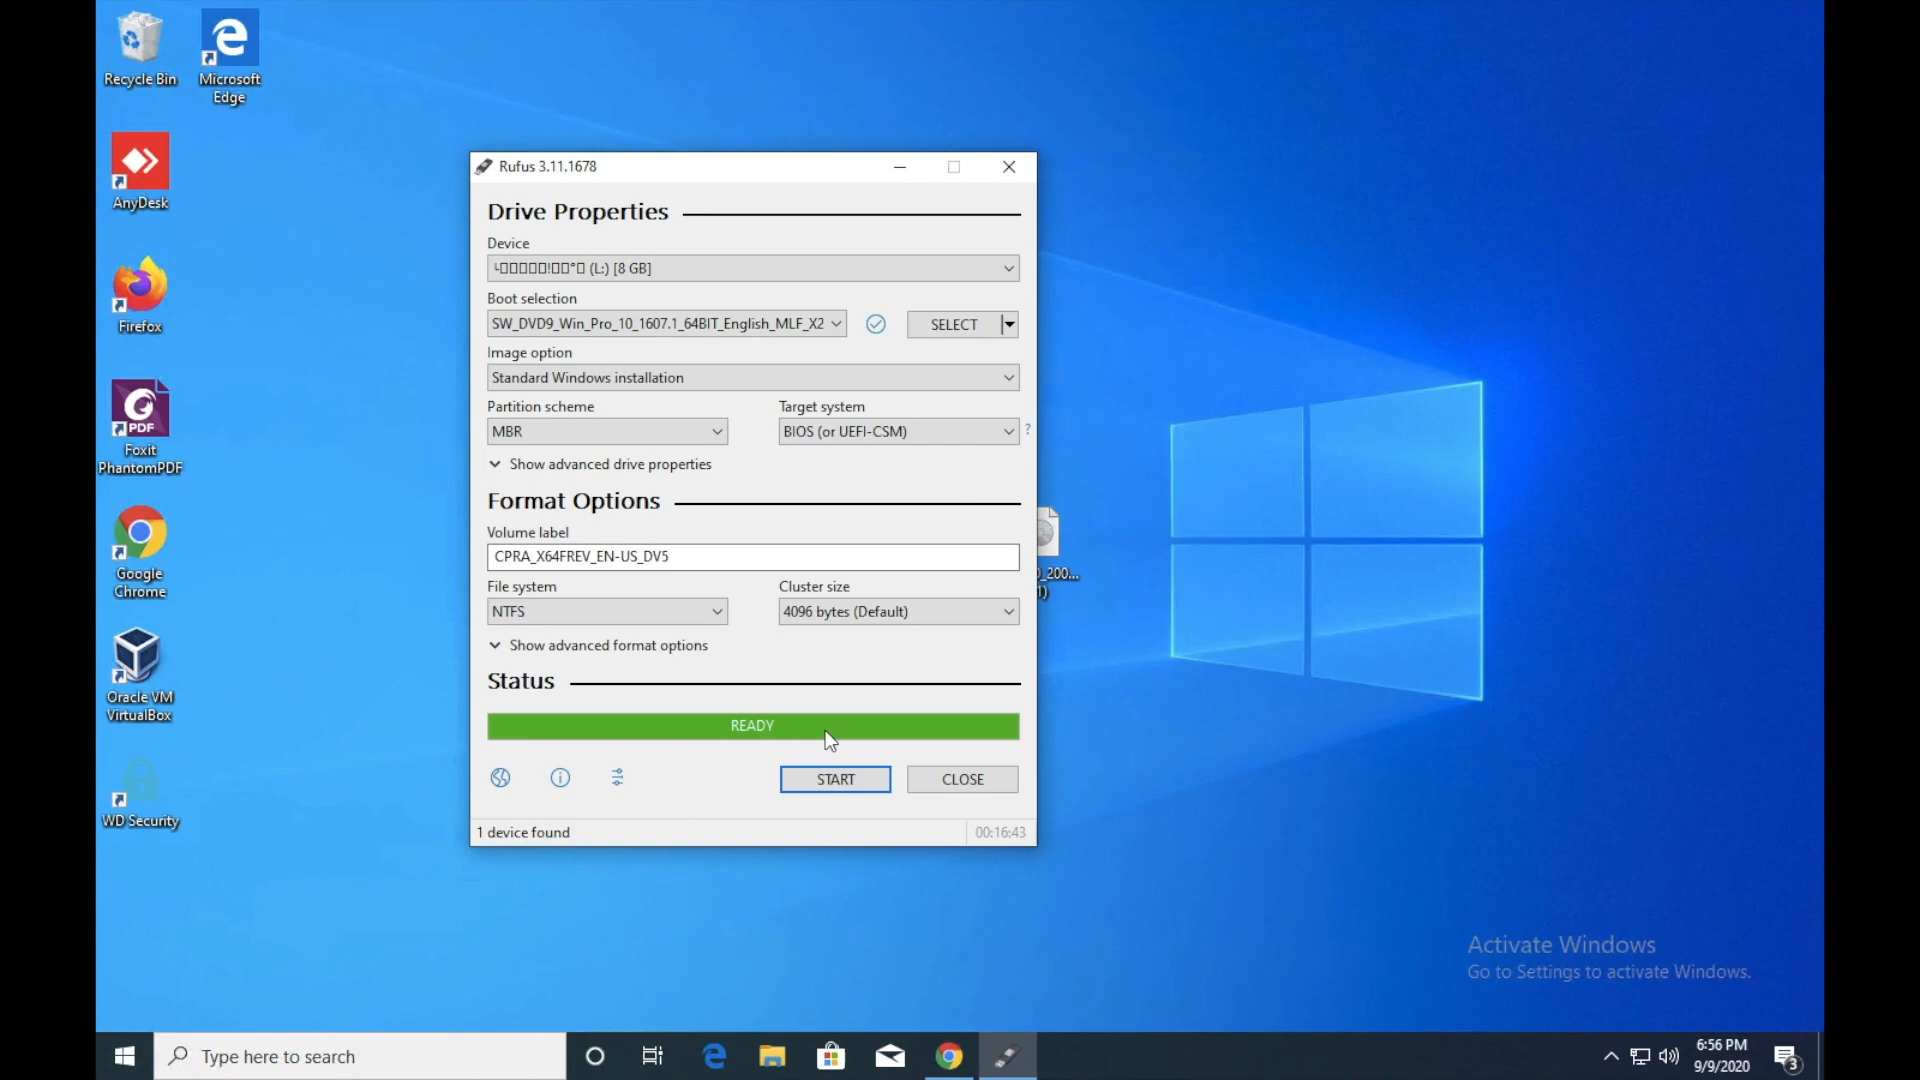 Recycle Bin
Microsoft
Edge
AnyDesk
Firefox
PDF
Foxit
PhantomPDF
Google
Chrome
Oracle VM
VirtualBox
WD Security
Rufus 3.11.1678
Drive Properties
Device
(L:) [8 GB]
Boot selection
SW_DVD9_Win_Pro_10_1607.1_64BIT_English_MLF_X2
SELECT
Image option
Standard Windows installation
Partition scheme
Target system
MBR
BIOS (or UEFI-CSM)
?
Show advanced drive properties
Format Options
Volume label
CPRA_X64FREV_EN-US_DV5
File system
Cluster size
NTFS
4096 bytes (Default)
Show advanced format options
Status
READY
START
CLOSE
1 device found
00:16:43
_200...
1)
Activate Windows
Go to Settings to activate Windows.
Type here to search
6:56 PM
9/9/2020
3